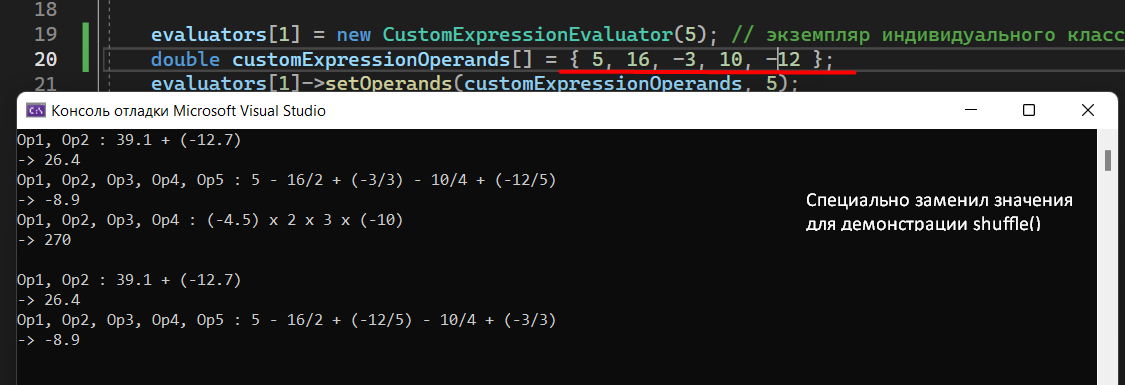 18
19 evaluators[1] = new CustomExpressionEvaluator(5); // экземпляр индивидуального класс
20 double customExpressionOperands[] = { 5, 16, -3, 10, -12 };
21 evaluators[1]->setOperands(customExpressionOperands, 5);
Консоль отладки Microsoft Visual Studio
Op1, Op2 : 39.1 + (-12.7)
-> 26.4
Op1, Op2, Op3, Op4, Op5 : 5 - 16/2 + (-3/3) - 10/4 + (-12/5)
-> -8.9
Op1, Op2, Op3, Op4 : (-4.5) x 2 x 3 x (-10)
-> 270
Специально заменил значения
для демонстрации shuffle()
Op1, Op2 : 39.1 + (-12.7)
-> 26.4
Op1, Op2, Op3, Op4, Op5 : 5 - 16/2 + (-12/5) - 10/4 + (-3/3)
-> -8.9